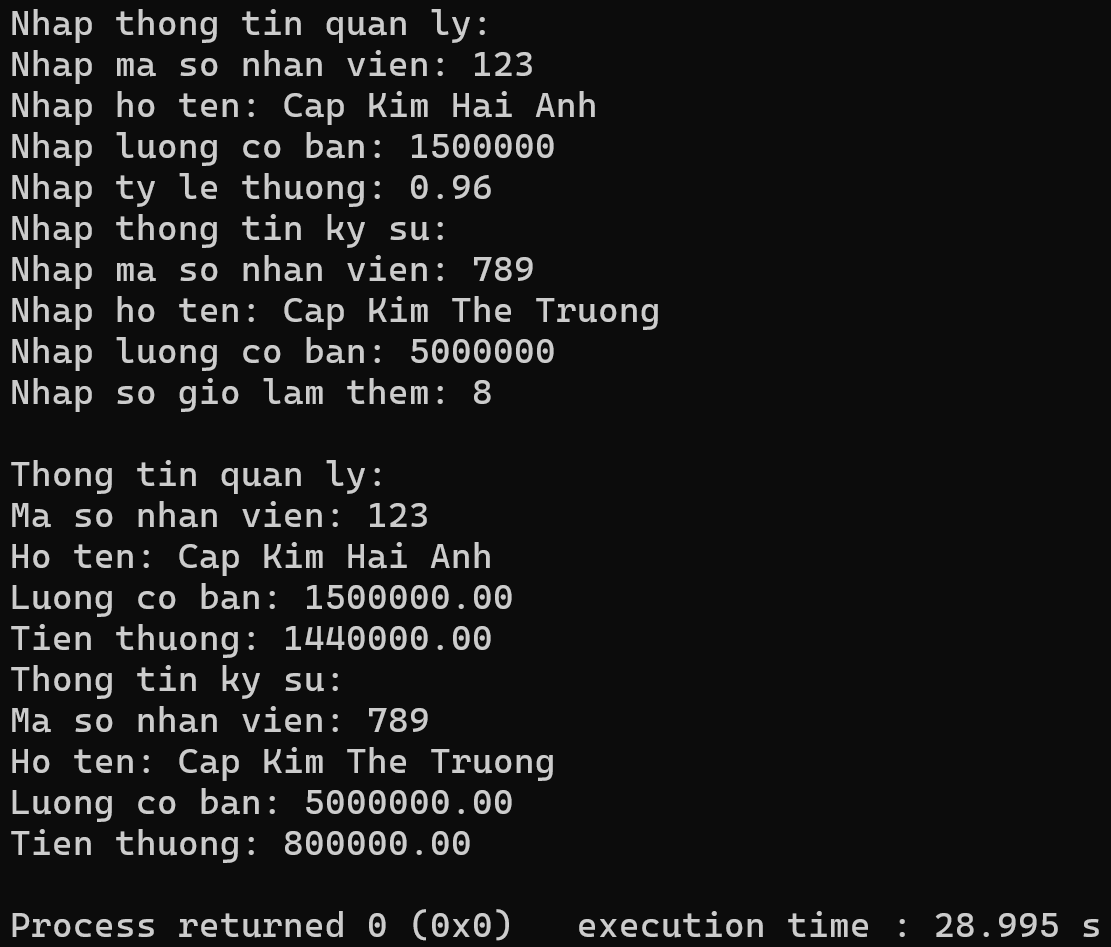 Nhap thong tin quan ly:
Nhap ma so nhan vien: 123
Nhap ho ten: Cap Kim Hai Anh
Nhap luong co ban: 1500000
Nhap ty le thuong: 0.96
Nhap thong tin ky su:
Nhap ma so nhan vien: 789
Nhap ho ten: Cap Kim The Truong
Nhap luong co ban: 5000000
Nhap so gio lam them: 8

Thong tin quan ly:
Ma so nhan vien: 123
Ho ten: Cap Kim Hai Anh
Luong co ban: 1500000.00
Tien thuong: 1440000.00
Thong tin ky su:
Ma so nhan vien: 789
Ho ten: Cap Kim The Truong
Luong co ban: 5000000.00
Tien thuong: 800000.00

Process returned 0 (0x0)   execution time : 28.995 s